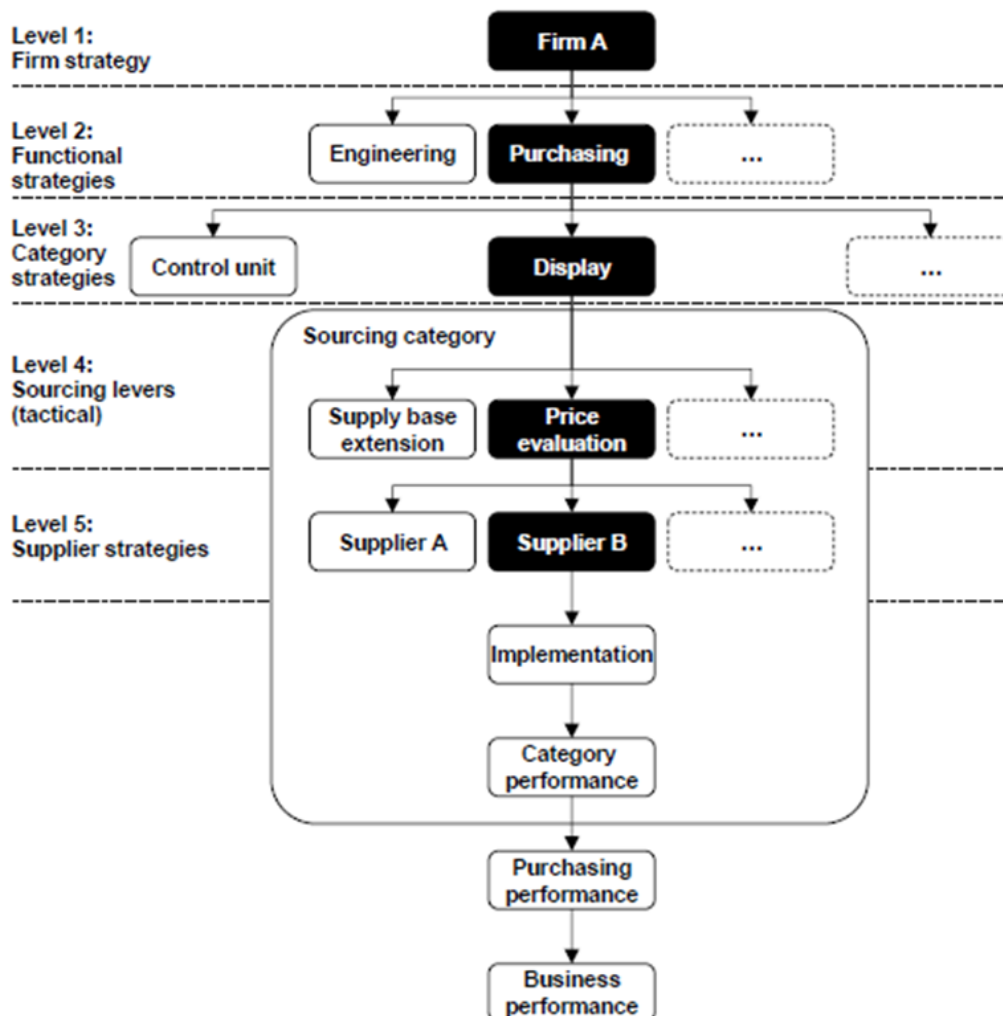 Level 1:
Firm strategy
Firm A
Level 2:
Functional
strategies
Engineering
Purchasing
...
Level 3:
Category
strategies
Control unit
Display
...
Sourcing category
Level 4:
Sourcing levers
(tactical)
Supply base
extension
Price
evaluation
...
Level 5:
Supplier strategies
Supplier A
Supplier B
...
Implementation
Category
performance
Purchasing
performance
Business
performance